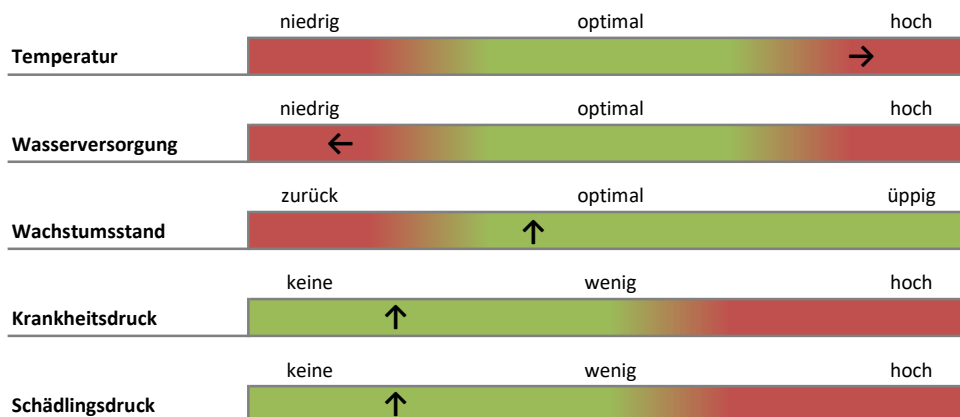 niedrig optimal hoch
Temperatur →
niedrig optimal hoch
Wasserversorgung ←
zurück optimal üppig
Wachstumsstand ↑
keine wenig hoch
Krankheitsdruck ↑
keine wenig hoch
Schädlingsdruck ↑